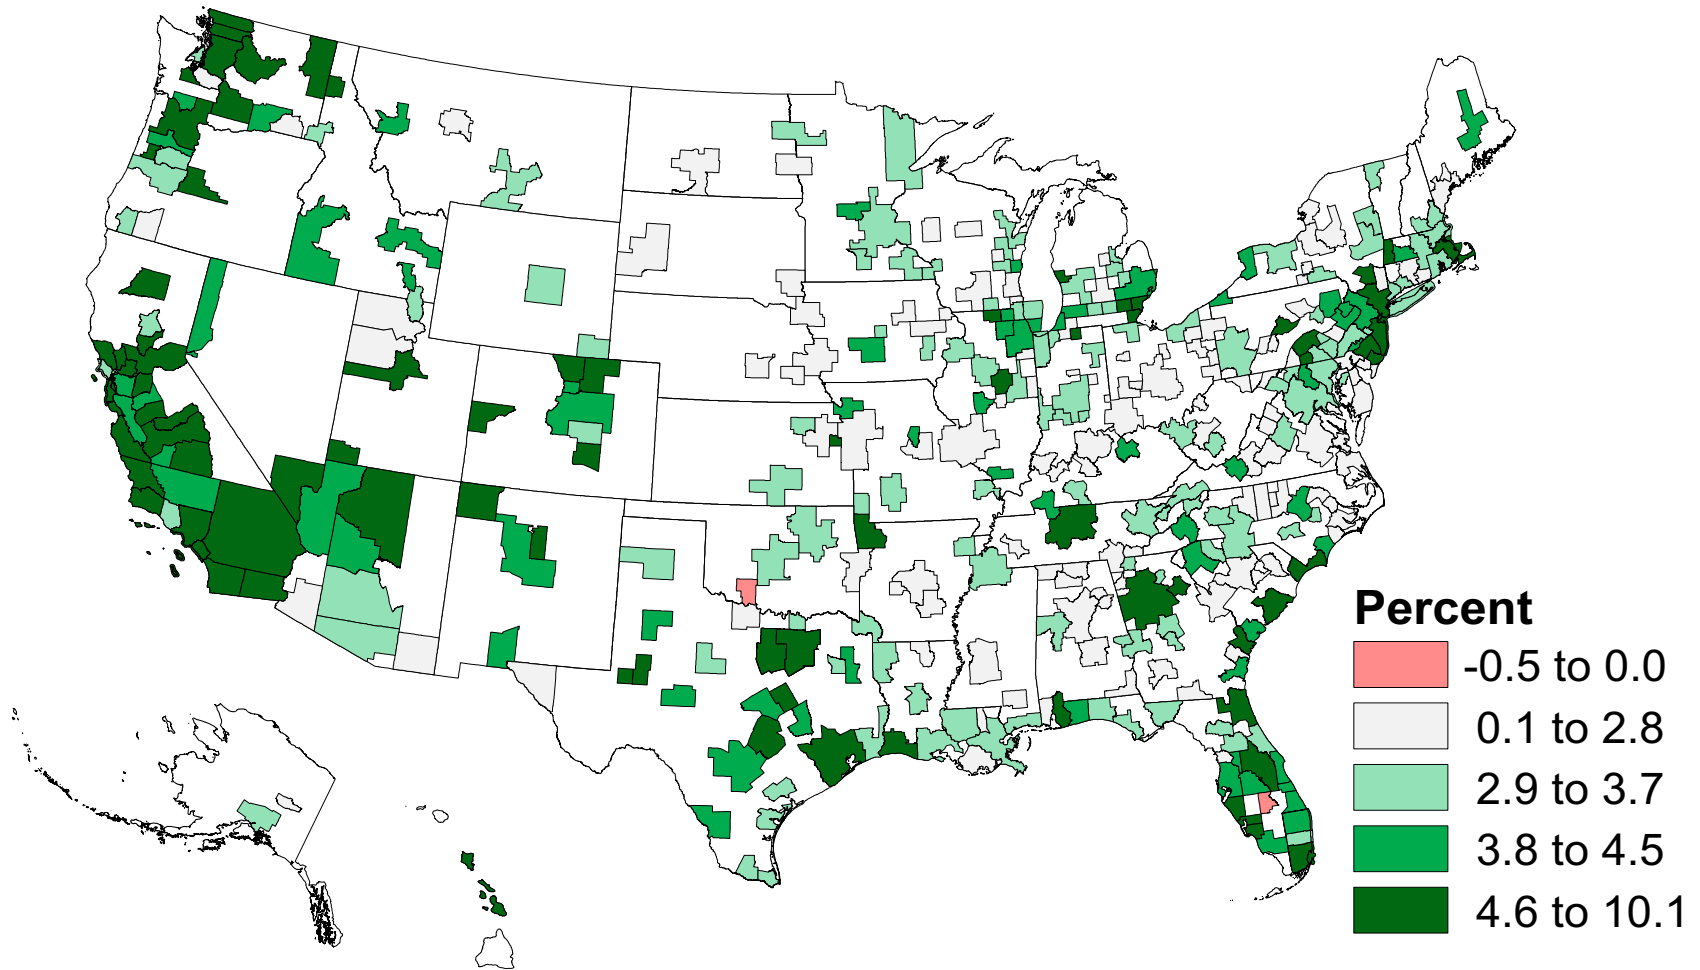 Percent
-0.5 to 0.0
0.1 to 2.8
2.9 to 3.7
3.8 to 4.5
4.6 to 10.1